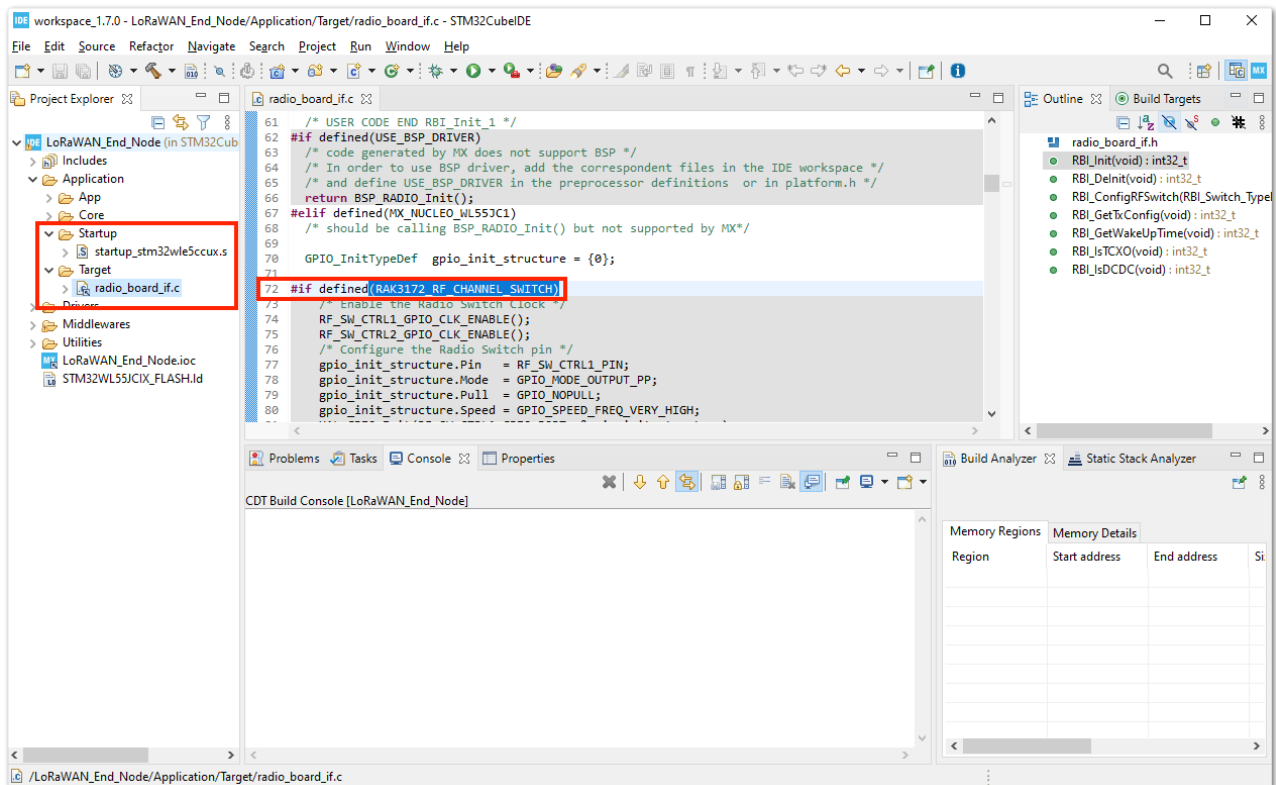 workspace_1.7.0 - LoRaWAN_End_Node/Application/Target/radio_board_if.c - STM32CubeIDE
File Edit Source Refactor Navigate Search Project Run Window Help
Project Explorer
LoRaWAN_End_Node (in STM32Cub
Includes
Application
App
Core
Startup
startup_stm32wle5ccux.s
Target
radio_board_if.c
Drivers
Middlewares
Utilities
LoRaWAN_End_Node.ioc
STM32WL55JCIX_FLASH.ld
radio_board_if.c
61 /* USER CODE END RBI_Init_1 */
62 #if defined(USE_BSP_DRIVER)
63 /* code generated by MX does not support BSP */
64 /* In order to use BSP driver, add the correspondent files in the IDE workspace */
65 /* and define USE_BSP_DRIVER in the preprocessor definitions or in platform.h */
66 return BSP_RADIO_Init();
67 #elif defined(MX_NUCLEO_WL55JC1)
68 /* should be calling BSP_RADIO_Init() but not supported by MX*/
69
70 GPIO_InitTypeDef gpio_init_structure = {0};
71
72 #if defined(RAK3172_RF_CHANNEL_SWITCH)
73 /* Enable the Radio Switch Clock */
74 RF_SW_CTRL1_GPIO_CLK_ENABLE();
75 RF_SW_CTRL2_GPIO_CLK_ENABLE();
76 /* Configure the Radio Switch pin */
77 gpio_init_structure.Pin = RF_SW_CTRL1_PIN;
78 gpio_init_structure.Mode = GPIO_MODE_OUTPUT_PP;
79 gpio_init_structure.Pull = GPIO_NOPULL;
80 gpio_init_structure.Speed = GPIO_SPEED_FREQ_VERY_HIGH;
Outline Build Targets
radio_board_if.h
RBI_Init(void) : int32_t
RBI_DeInit(void) : int32_t
RBI_ConfigRFSwitch(RBI_Switch_Typel
RBI_GetTxConfig(void) : int32_t
RBI_GetWakeUpTime(void) : int32_t
RBI_IsTCXO(void) : int32_t
RBI_IsDCDC(void) : int32_t
Problems Tasks Console Properties
CDT Build Console [LoRaWAN_End_Node]
Build Analyzer Static Stack Analyzer
Memory Regions Memory Details
Region Start address End address Si
/LoRaWAN_End_Node/Application/Target/radio_board_if.c